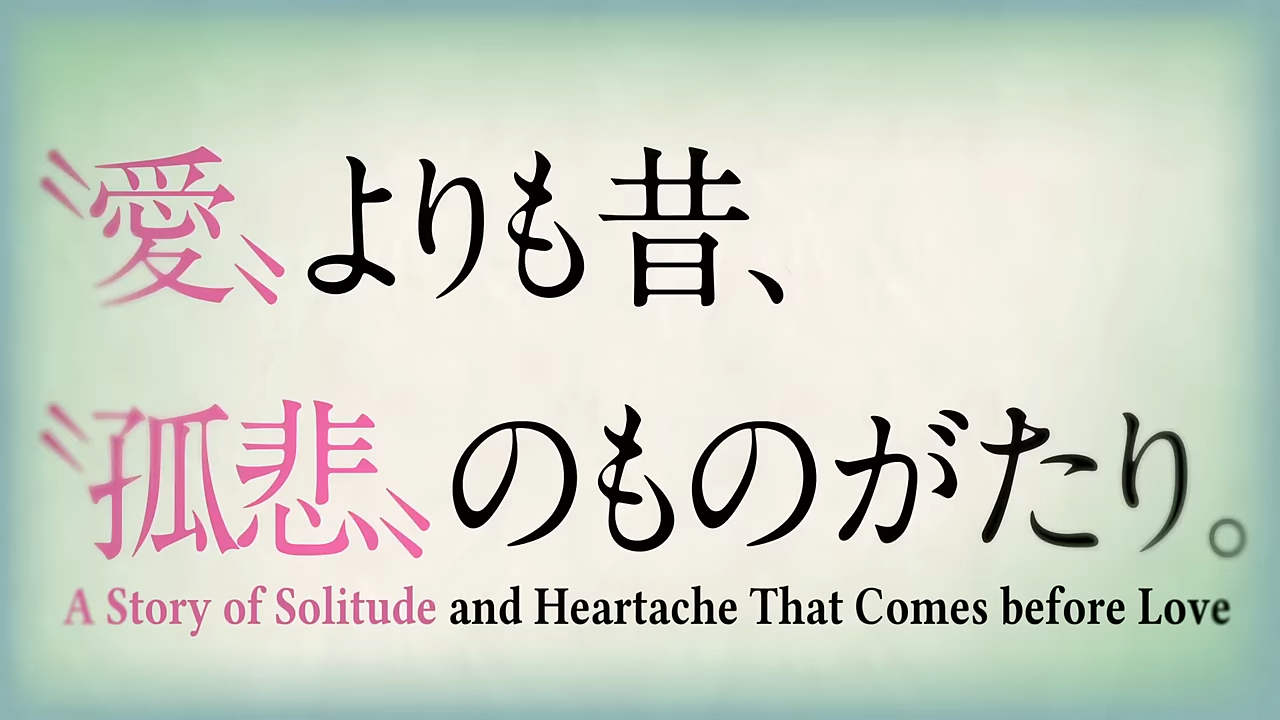 〝愛〟よりも昔、
〝孤悲〟のものがたり。
A Story of Solitude and Heartache That Comes before Love